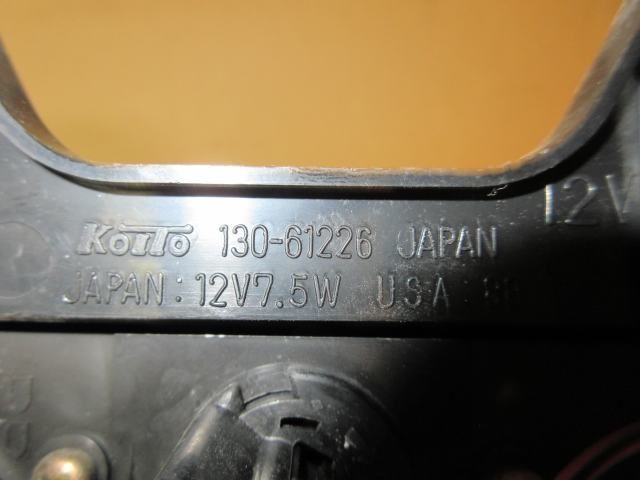 KOITO 130-61226 JAPAN
JAPAN : 12V7.5W USA :
12V